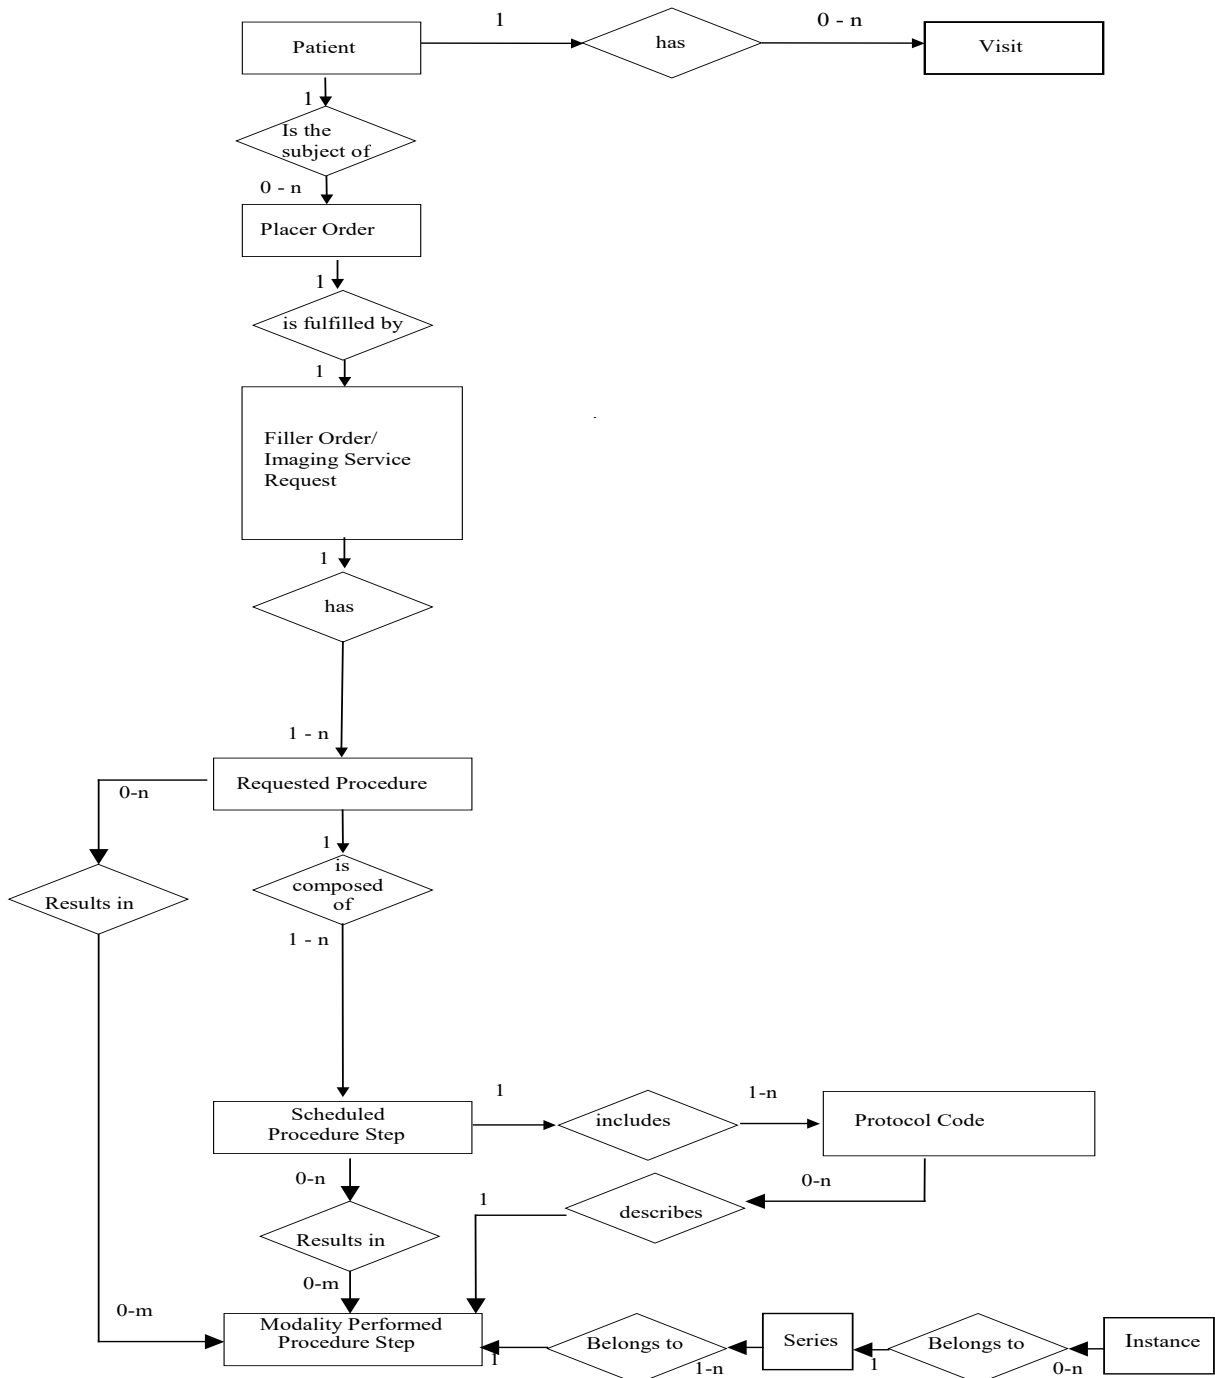 1
0 - n
Patient
has
Visit
1
Is the
subject of
0 - n
Placer Order
1
is fulfilled by
1
Filler Order/
Imaging Service
Request
1
has
1 - n
Requested Procedure
0-n
1
is
composed
of
Results in
1 - n
1
1-n
Scheduled
Procedure Step
includes
Protocol Code
0-n
0-n
1
describes
Results in
0-m
0-m
Modality Performed
Procedure Step
1
Belongs to
1-n
Series
1
Belongs to
0-n
Instance